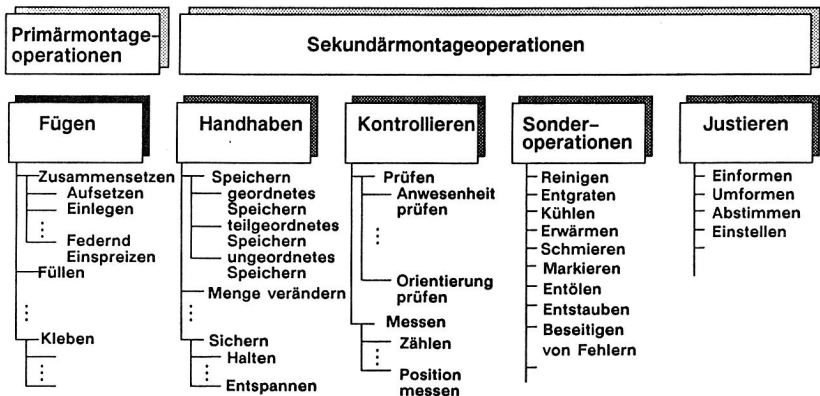 Primärmontage-
operationen
Sekundärmontageoperationen
Fügen
Zusammensetzen
Aufsetzen
Einlegen
Federnd
Einspreizen
Füllen
Kleben
Handhaben
Speichern
geordnetes
Speichern
teilgeordnetes
Speichern
ungeordnetes
Speichern
Menge verändern
Sichern
Halten
Entspannen
Kontrollieren
Prüfen
Anwesenheit
prüfen
Orientierung
prüfen
Messen
Zählen
Position
messen
Sonder-
operationen
Reinigen
Entgraten
Kühlen
Erwärmen
Schmieren
Markieren
Entölen
Entstauben
Beseitigen
von Fehlern
Justieren
Einformen
Umformen
Abstimmen
Einstellen